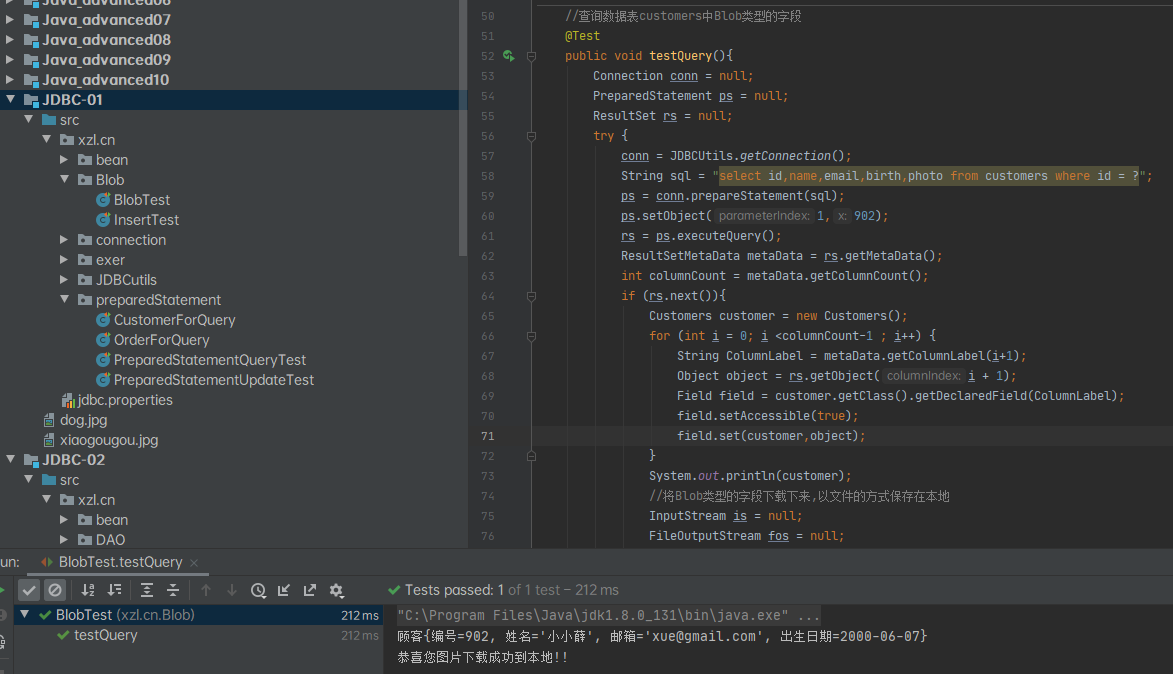 Java_advanced06
Java_advanced07
Java_advanced08
Java_advanced09
Java_advanced10
JDBC-01
src
xzl.cn
bean
Blob
BlobTest
InsertTest
connection
exer
JDBCutils
preparedStatement
CustomerForQuery
OrderForQuery
PreparedStatementQueryTest
PreparedStatementUpdateTest
jdbc.properties
dog.jpg
xiaogougou.jpg
JDBC-02
src
xzl.cn
bean
DAO
50 //查询数据表customers中Blob类型的字段
51 @Test
52 public void testQuery(){
53 Connection conn = null;
54 PreparedStatement ps = null;
55 ResultSet rs = null;
56 try {
57 conn = JDBCUtils.getConnection();
58 String sql = "select id,name,email,birth,photo from customers where id = ?";
59 ps = conn.prepareStatement(sql);
60 ps.setObject( parameterIndex: 1, x: 902);
61 rs = ps.executeQuery();
62 ResultSetMetaData metaData = rs.getMetaData();
63 int columnCount = metaData.getColumnCount();
64 if (rs.next()){
65 Customers customer = new Customers();
66 for (int i = 0; i <columnCount-1 ; i++) {
67 String ColumnLabel = metaData.getColumnLabel(i+1);
68 Object object = rs.getObject( columnIndex: i + 1);
69 Field field = customer.getClass().getDeclaredField(ColumnLabel);
70 field.setAccessible(true);
71 field.set(customer,object);
72 }
73 System.out.println(customer);
74 //将Blob类型的字段下载下来,以文件的方式保存在本地
75 InputStream is = null;
76 FileOutputStream fos = null;
un: BlobTest.testQuery ×
Tests passed: 1 of 1 test – 212 ms
BlobTest (xzl.cn.Blob) 212 ms
testQuery 212 ms
"C:\Program Files\Java\jdk1.8.0_131\bin\java.exe" ...
顾客{编号=902, 姓名='小小薛', 邮箱='xue@gmail.com', 出生日期=2000-06-07}
恭喜您图片下载成功到本地!!